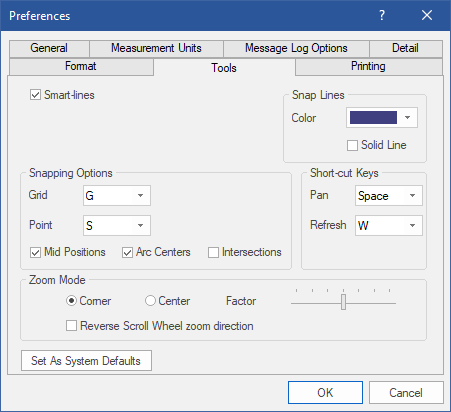 Preferences
General Measurement Units Message Log Options Detail
Format Tools Printing
Smart-lines
Snap Lines
Color
Solid Line
Snapping Options
Grid G
Point S
Mid Positions Arc Centers Intersections
Short-cut Keys
Pan Space
Refresh W
Zoom Mode
Corner Center Factor
Reverse Scroll Wheel zoom direction
Set As System Defaults
OK Cancel